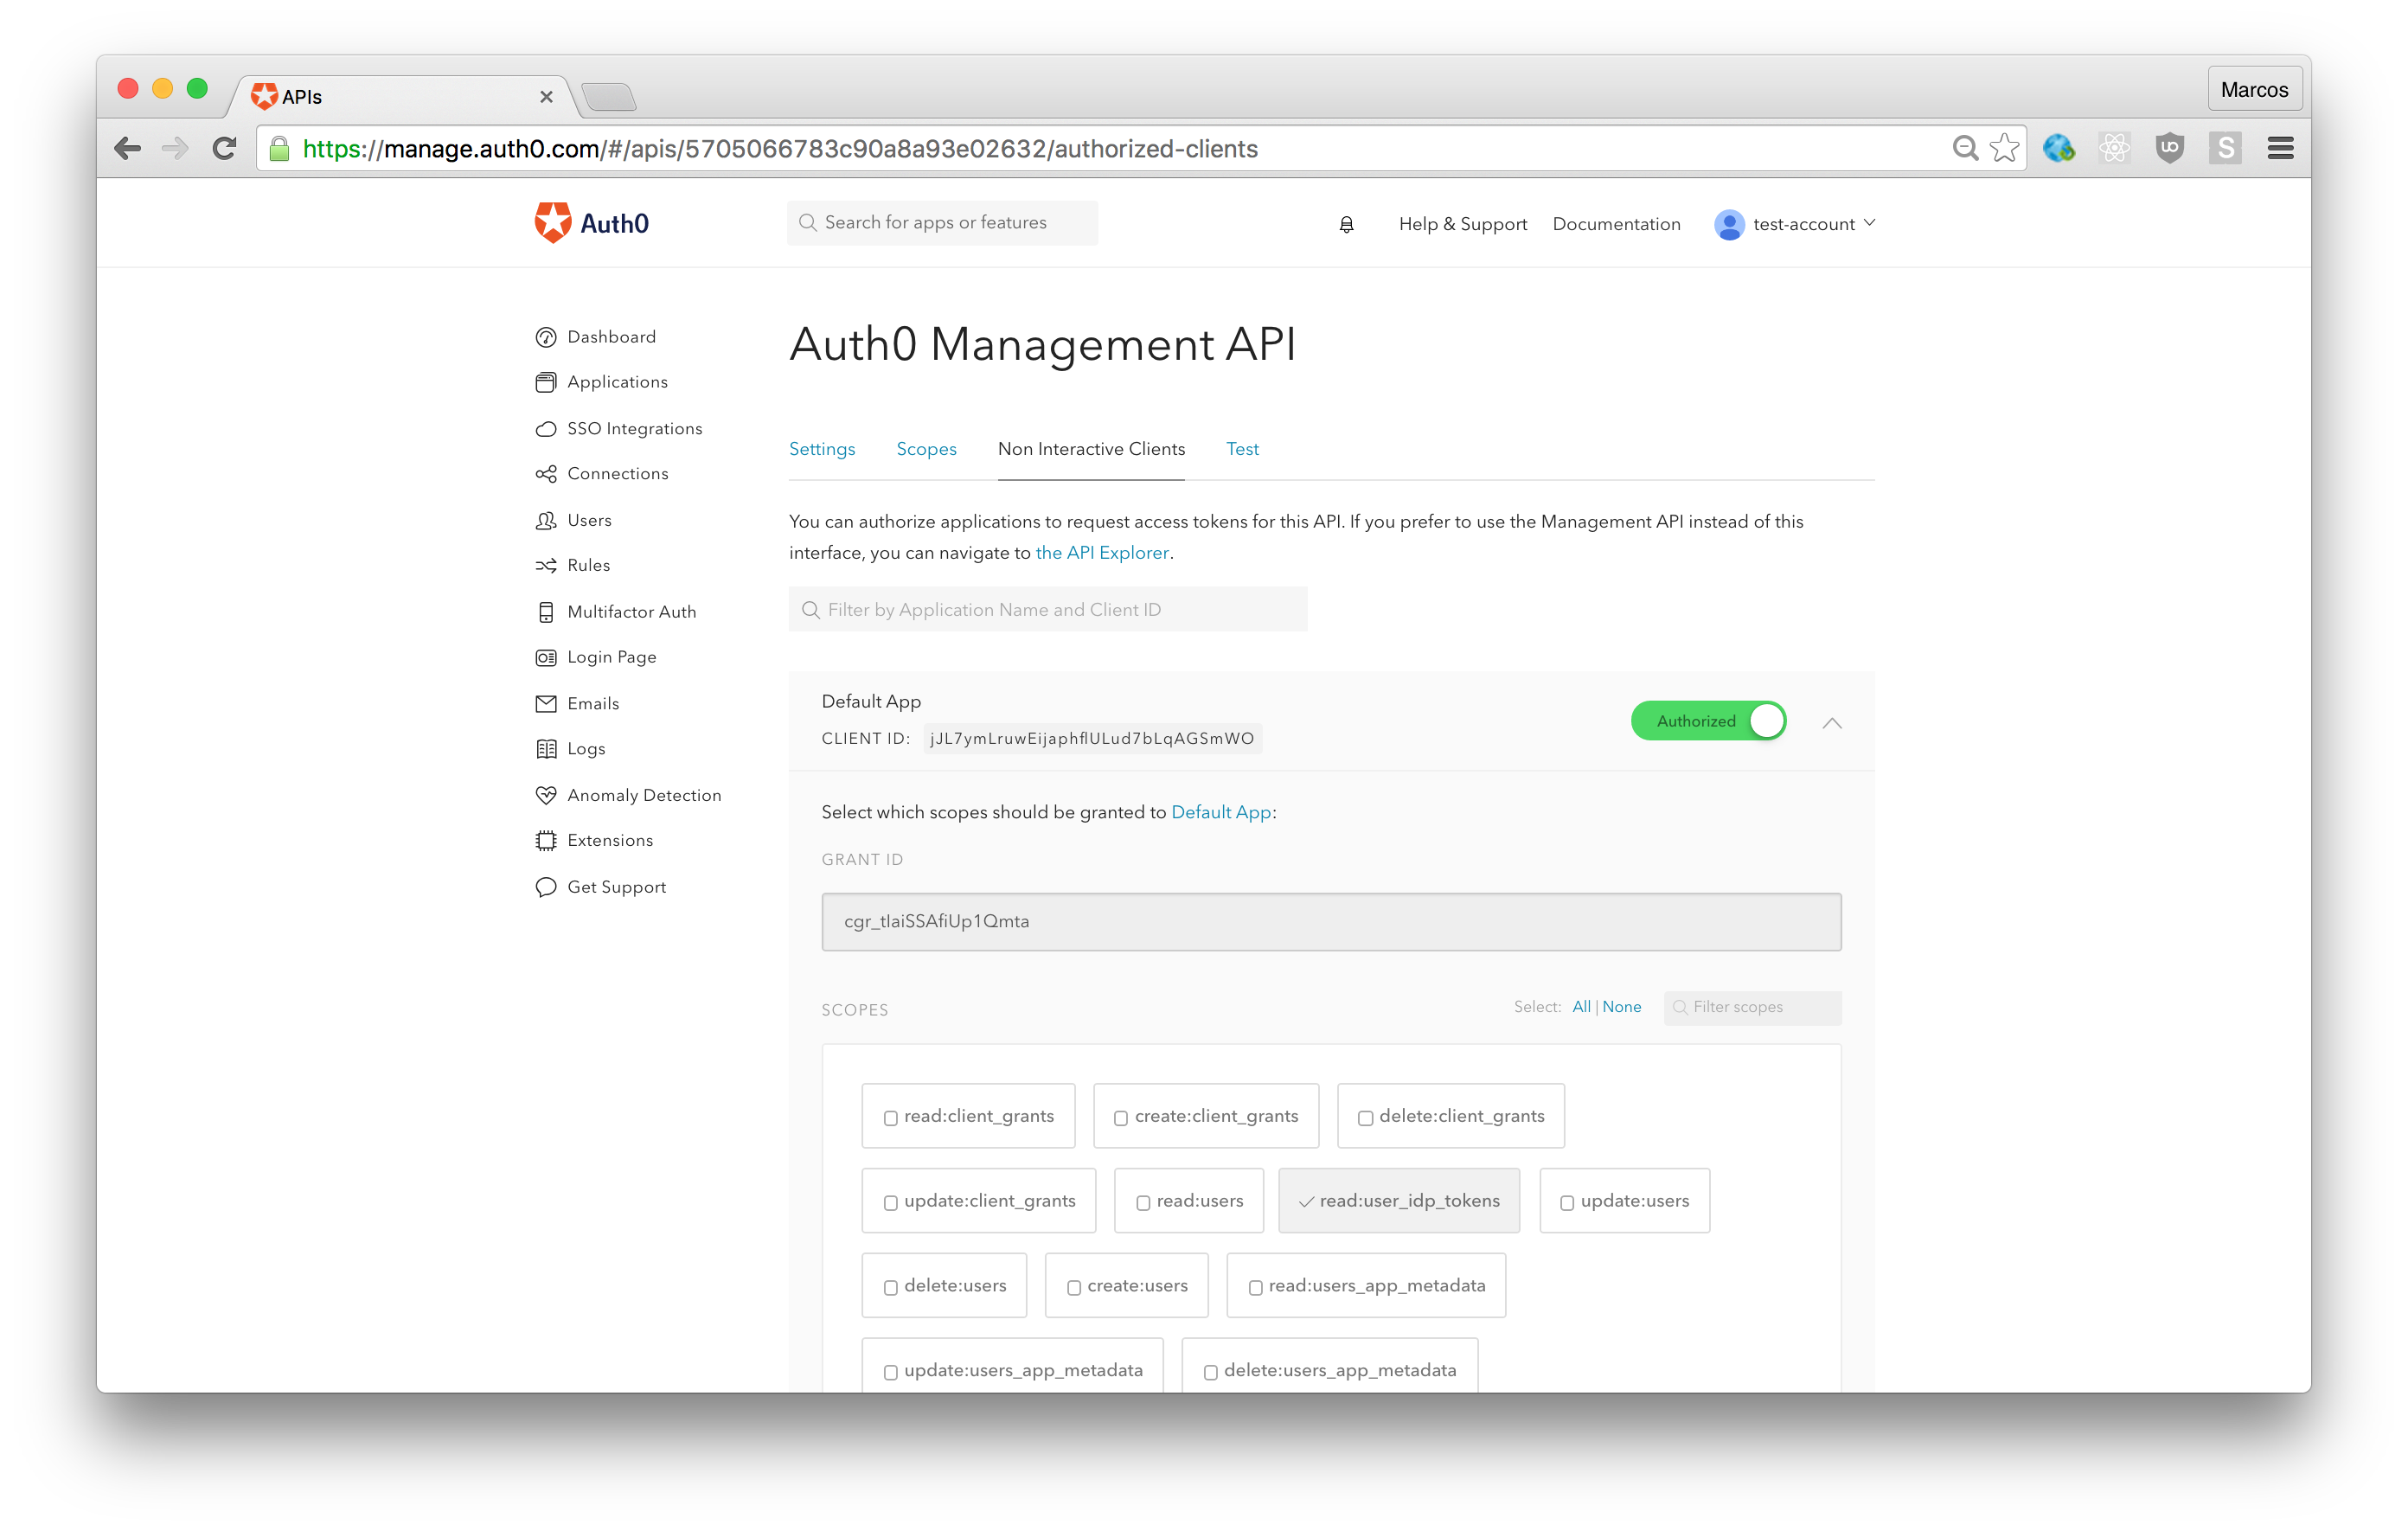 APIs
Marcos
https://manage.auth0.com/#/apis/5705066783c90a8a93e02632/authorized-clients
Auth0
Search for apps or features
Help & Support
Documentation
test-account
Dashboard
Applications
SSO Integrations
Connections
Users
Rules
Multifactor Auth
Login Page
Emails
Logs
Anomaly Detection
Extensions
Get Support
Auth0 Management API
Settings Scopes Non Interactive Clients Test
You can authorize applications to request access tokens for this API. If you prefer to use the Management API instead of this
interface, you can navigate to the API Explorer.
Filter by Application Name and Client ID
Default App
CLIENT ID: jJL7ymLruwEijaphflULud7bLqAGSmWO
Authorized
Select which scopes should be granted to Default App:
GRANT ID
cgr_tIaiSSAfiUp1Qmta
SCOPES
Select: All | None
Filter scopes
read:client_grants create:client_grants delete:client_grants
update:client_grants read:users read:user_idp_tokens update:users
delete:users create:users read:users_app_metadata
update:users_app_metadata delete:users_app_metadata